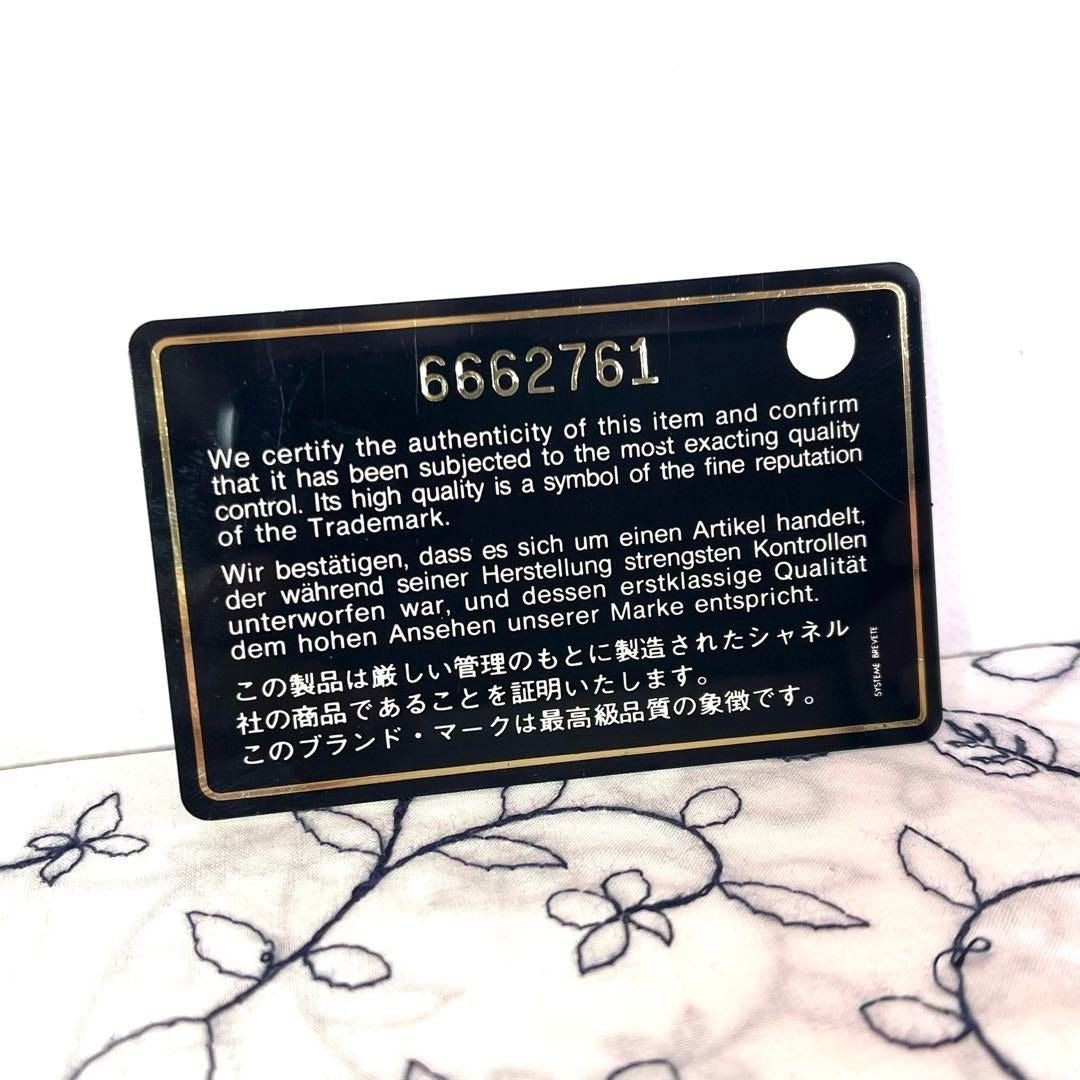 6662761
We certify the authenticity of this item and confirm
that it has been subjected to the most exacting quality
control. Its high quality is a symbol of the fine reputation
of the Trademark.
Wir bestätigen, dass es sich um einen Artikel handelt,
der während seiner Herstellung strengsten Kontrollen
unterworfen war, und dessen erstklassige Qualität
dem hohen Ansehen unserer Marke entspricht.
この製品は厳しい管理のもとに製造されたシャネル
社の商品であることを証明いたします。
このブランド・マークは最高級品質の象徴です。
SYSTEME BREVETE